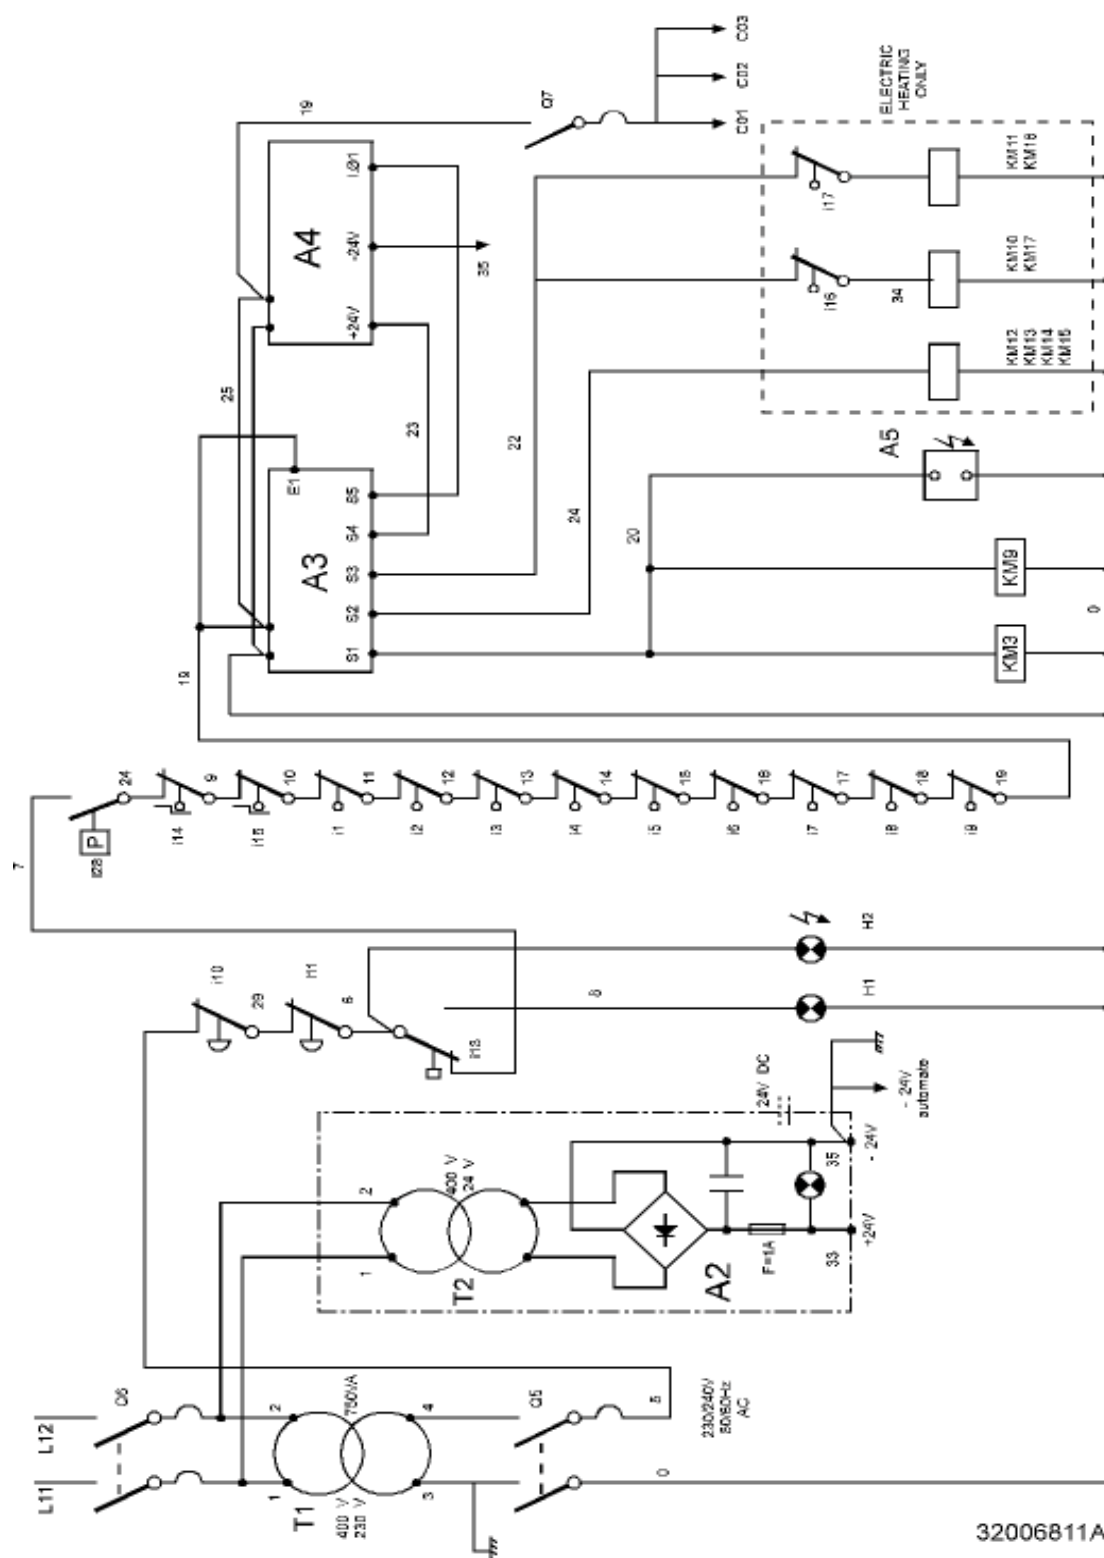 L11
L12
Q6
1
2
T1
400 V
230 V
750VA
3
4
Q5
0
5
230/240V
50/60Hz
AC
1
2
T2
400 V
24 V
A2
F=1A
33
35
+24V
- 24V
24V DC
- 24V
automate
i10
29
6
i13
8
H1
H2
7
i28
P
24
i14
9
i15
10
i1
11
i2
12
i3
13
i4
14
i5
15
i6
16
i7
17
i8
18
i9
19
19
A3
E1
S1
S2
S3
S4
S5
25
A4
+24V
-24V
35
23
22
24
20
KM3
KM9
0
A5
19
Q7
C01
C02
C03
ELECTRIC
HEATING
ONLY
i16
34
i17
KM12
KM13
KM14
KM15
KM10
KM17
KM11
KM16
32006811A